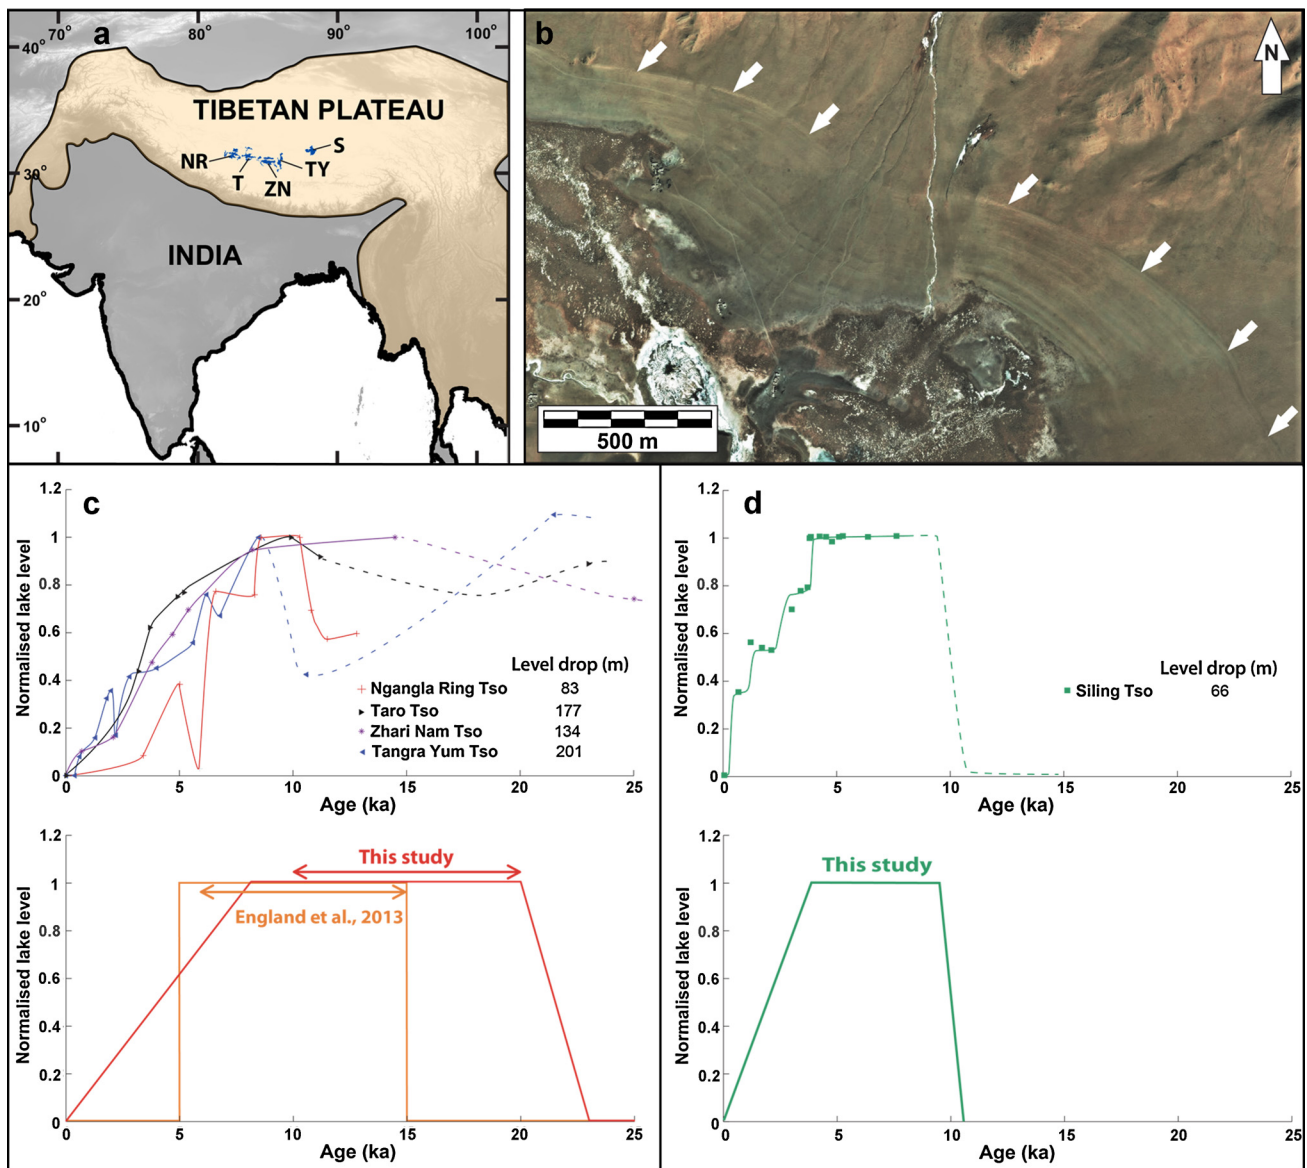 a
70°
80°
90°
100°
40°
30°
20°
10°
TIBETAN PLATEAU
NR
T
ZN
TY
S
INDIA
b
N
500 m
c
Normalised lake level
1.2
1
0.8
0.6
0.4
0.2
0
Level drop (m)
Ngangla Ring Tso 83
Taro Tso 177
Zhari Nam Tso 134
Tangra Yum Tso 201
0 5 10 15 20 25
Age (ka)
d
Normalised lake level
1.2
1
0.8
0.6
0.4
0.2
0
Level drop (m)
Siling Tso 66
0 5 10 15 20 25
Age (ka)
Normalised lake level
1.2
1
0.8
0.6
0.4
0.2
0
This study
England et al., 2013
0 5 10 15 20 25
Age (ka)
Normalised lake level
1.2
1
0.8
0.6
0.4
0.2
0
This study
0 5 10 15 20 25
Age (ka)